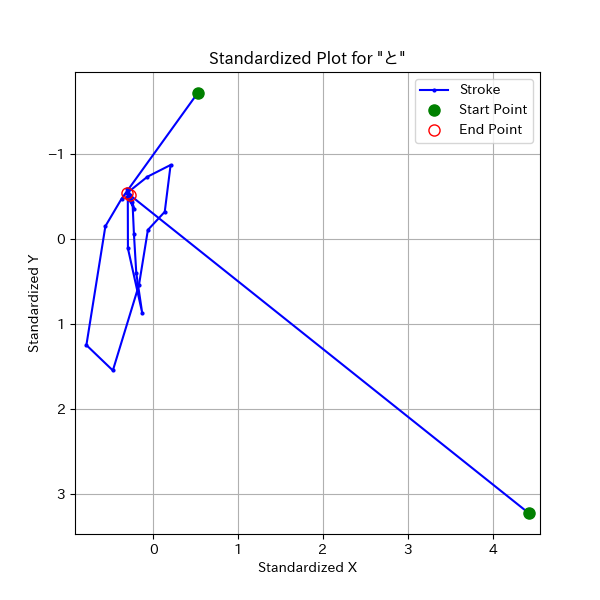 Standardized Plot for "と"
Stroke
Start Point
End Point
−1
0
1
2
3
Standardized Y
0
1
2
3
4
Standardized X